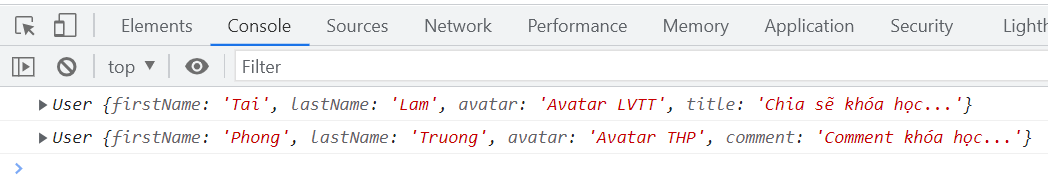 Elements Console Sources Network Performance Memory Application Security Lighth
top Filter
User {firstName: 'Tai', lastName: 'Lam', avatar: 'Avatar LVTT', title: 'Chia sẽ khóa học...'}
User {firstName: 'Phong', lastName: 'Truong', avatar: 'Avatar THP', comment: 'Comment khóa học...'}